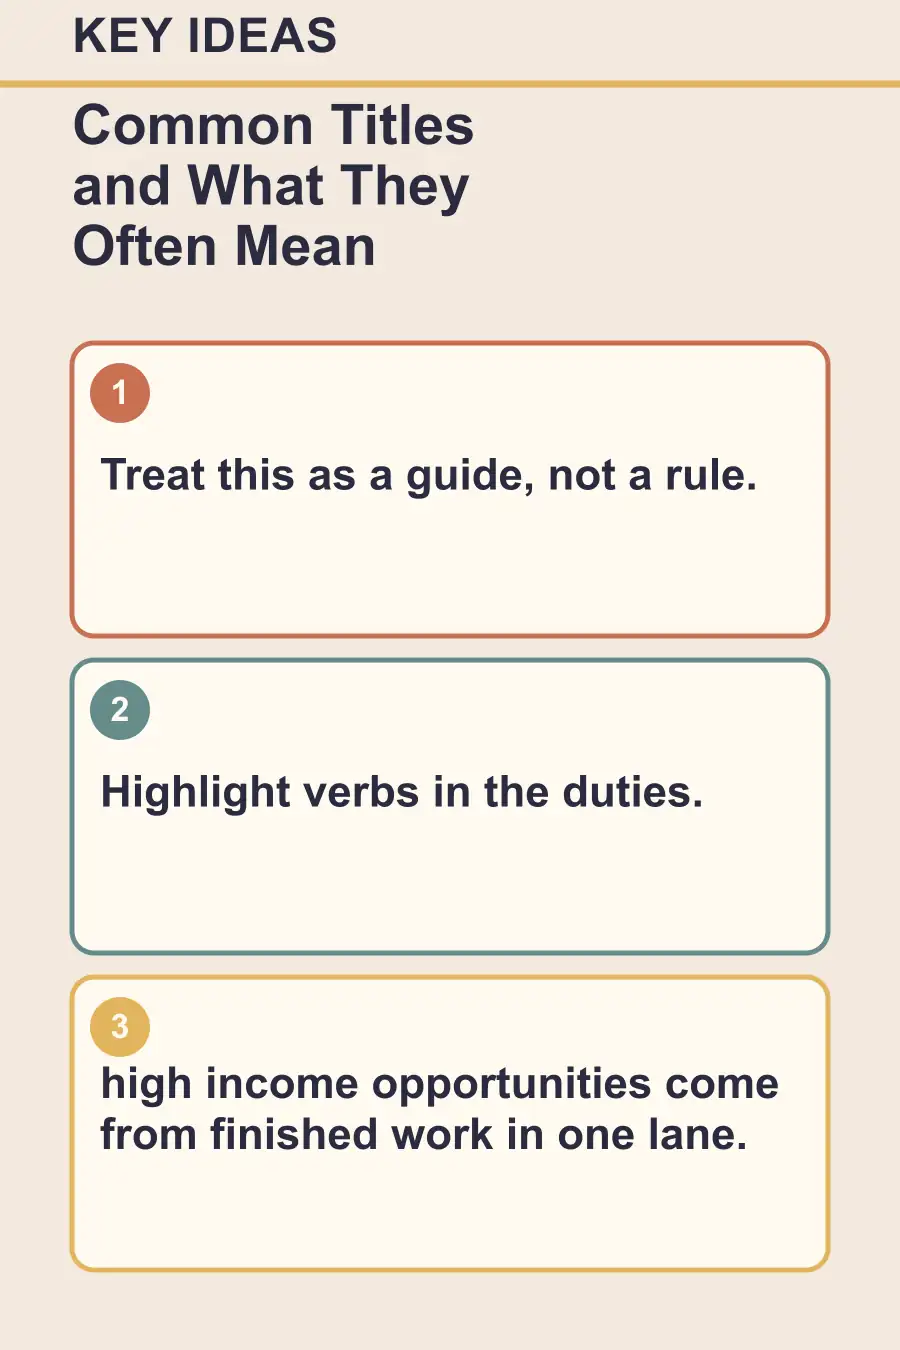 KEY IDEAS
Common Titles
and What They
Often Mean
1
Treat this as a guide, not a rule.
2
Highlight verbs in the duties.
3
high income opportunities come
from finished work in one lane.